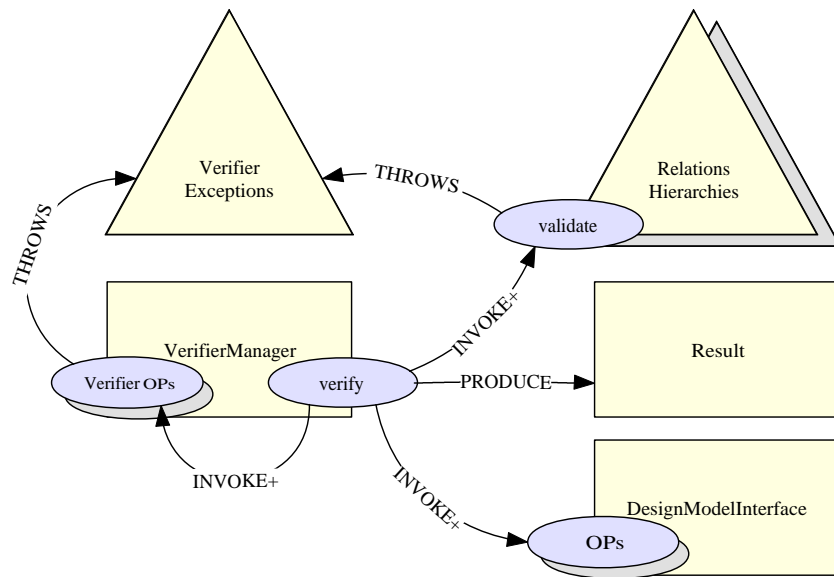 Verifier
Exceptions
THROWS
Relations
Hierarchies
validate
THROWS
INVOKE+
VerifierManager
Result
Verifier OPs
verify
PRODUCE
INVOKE+
INVOKE+
DesignModelInterface
OPs